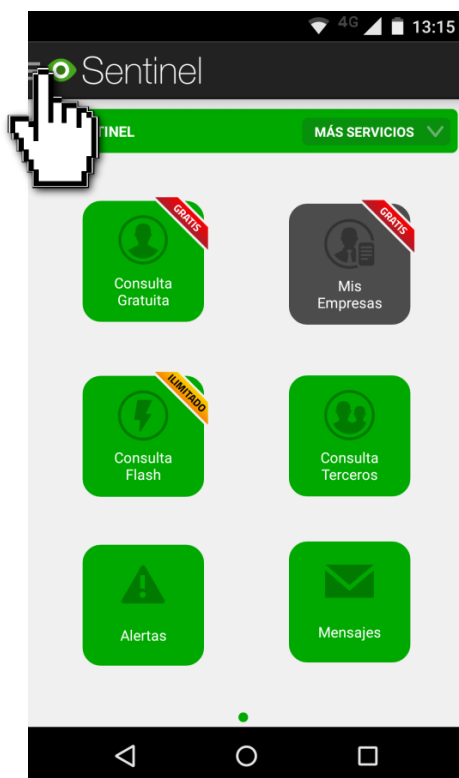 4G 13:15
Sentinel
TINEL MÁS SERVICIOS
GRATIS
Consulta
Gratuita
GRATIS
Mis
Empresas
ILIMITADO
Consulta
Flash
Consulta
Terceros
Alertas
Mensajes